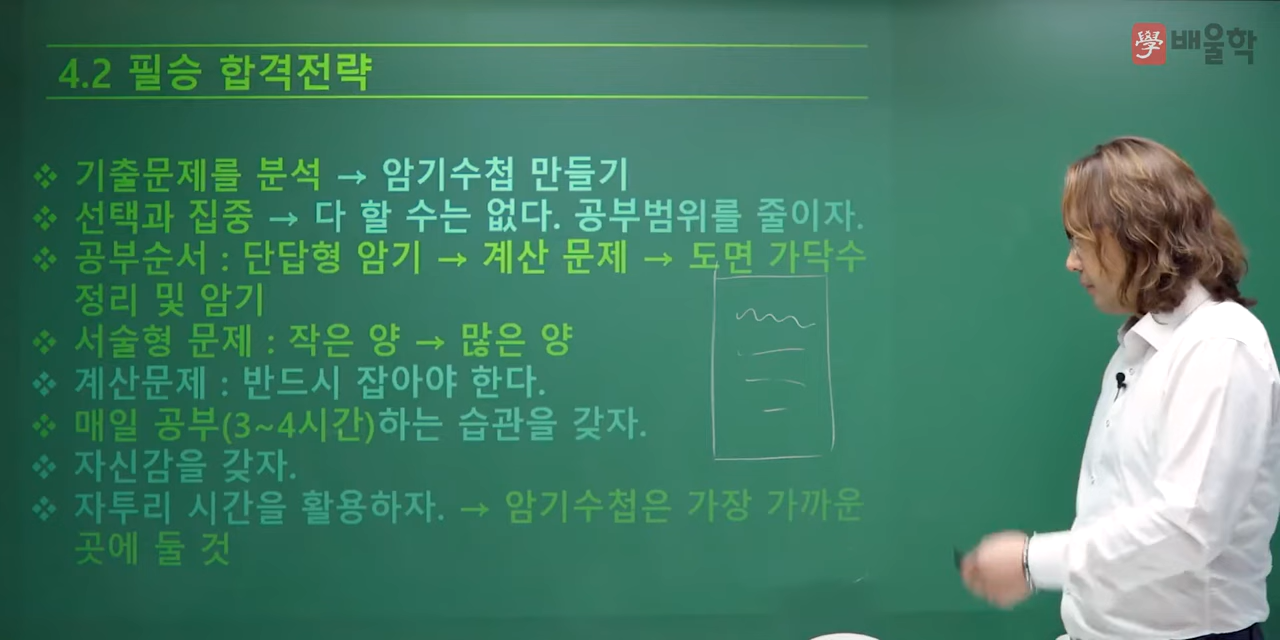 學 배울학
4.2 필승 합격전략
❖ 기출문제를 분석 → 암기수첩 만들기
❖ 선택과 집중 → 다 할 수는 없다. 공부범위를 줄이자.
❖ 공부순서 : 단답형 암기 → 계산 문제 → 도면 가닥수
정리 및 암기
❖ 서술형 문제 : 작은 양 → 많은 양
❖ 계산문제 : 반드시 잡아야 한다.
❖ 매일 공부(3~4시간)하는 습관을 갖자.
❖ 자신감을 갖자.
❖ 자투리 시간을 활용하자. → 암기수첩은 가장 가까운
곳에 둘 것